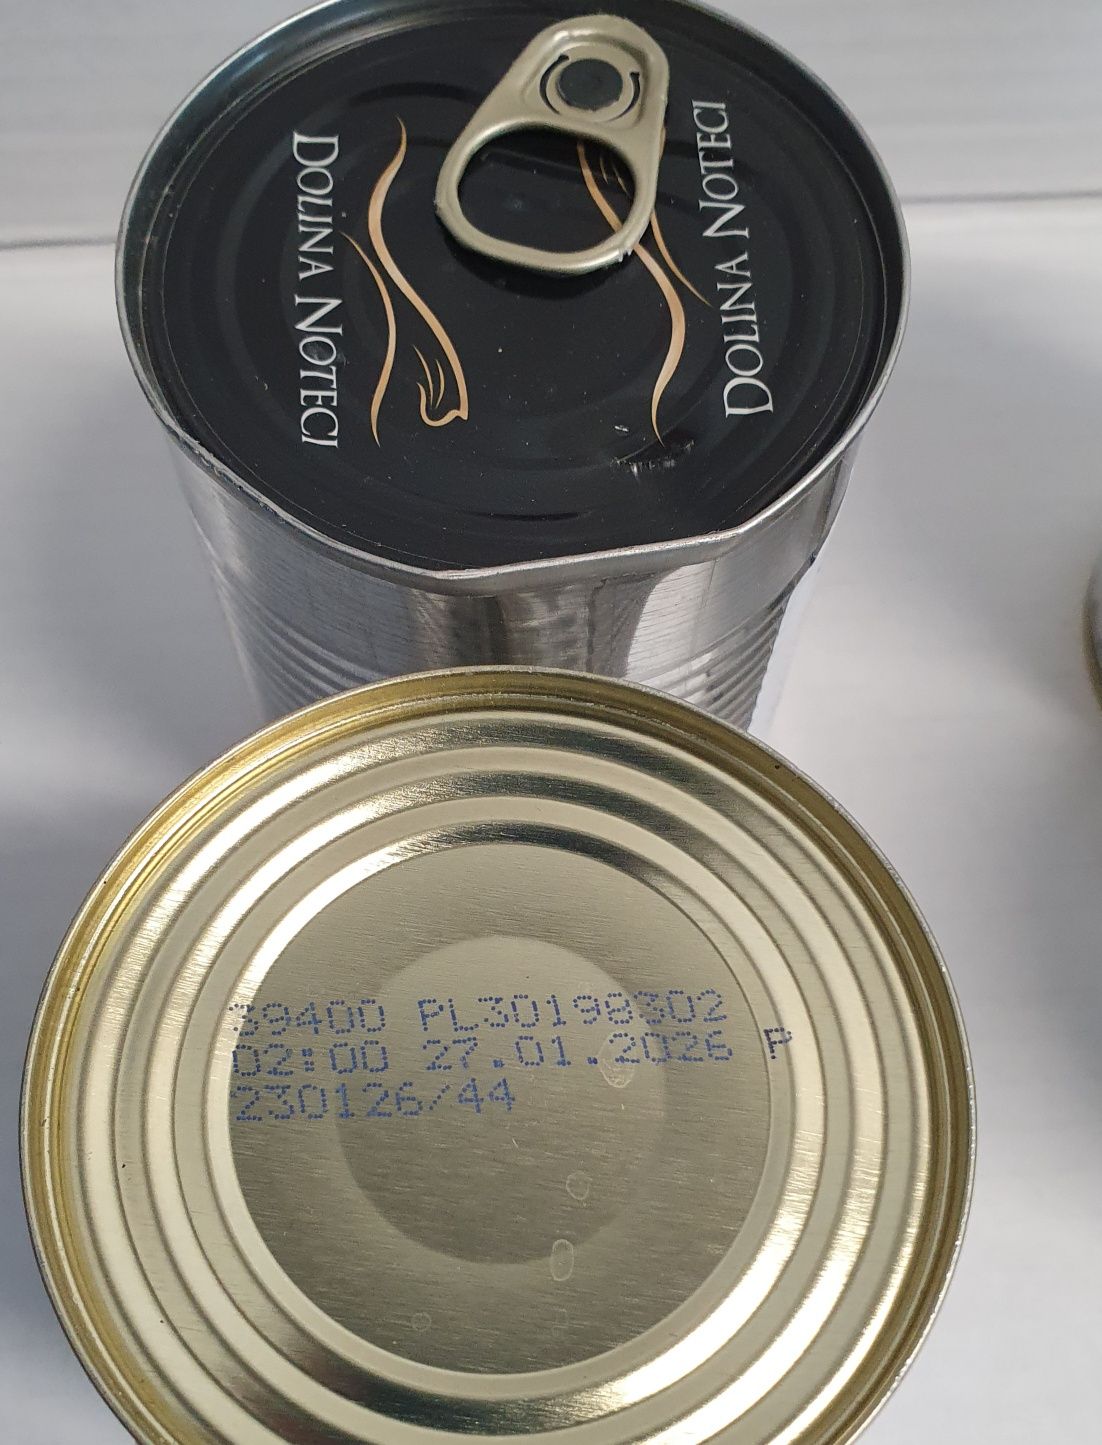 DOLINA NOTECI
DOLINA NOTECI
39400 PL30198302
02:00 27.01.2026 P
230126/44